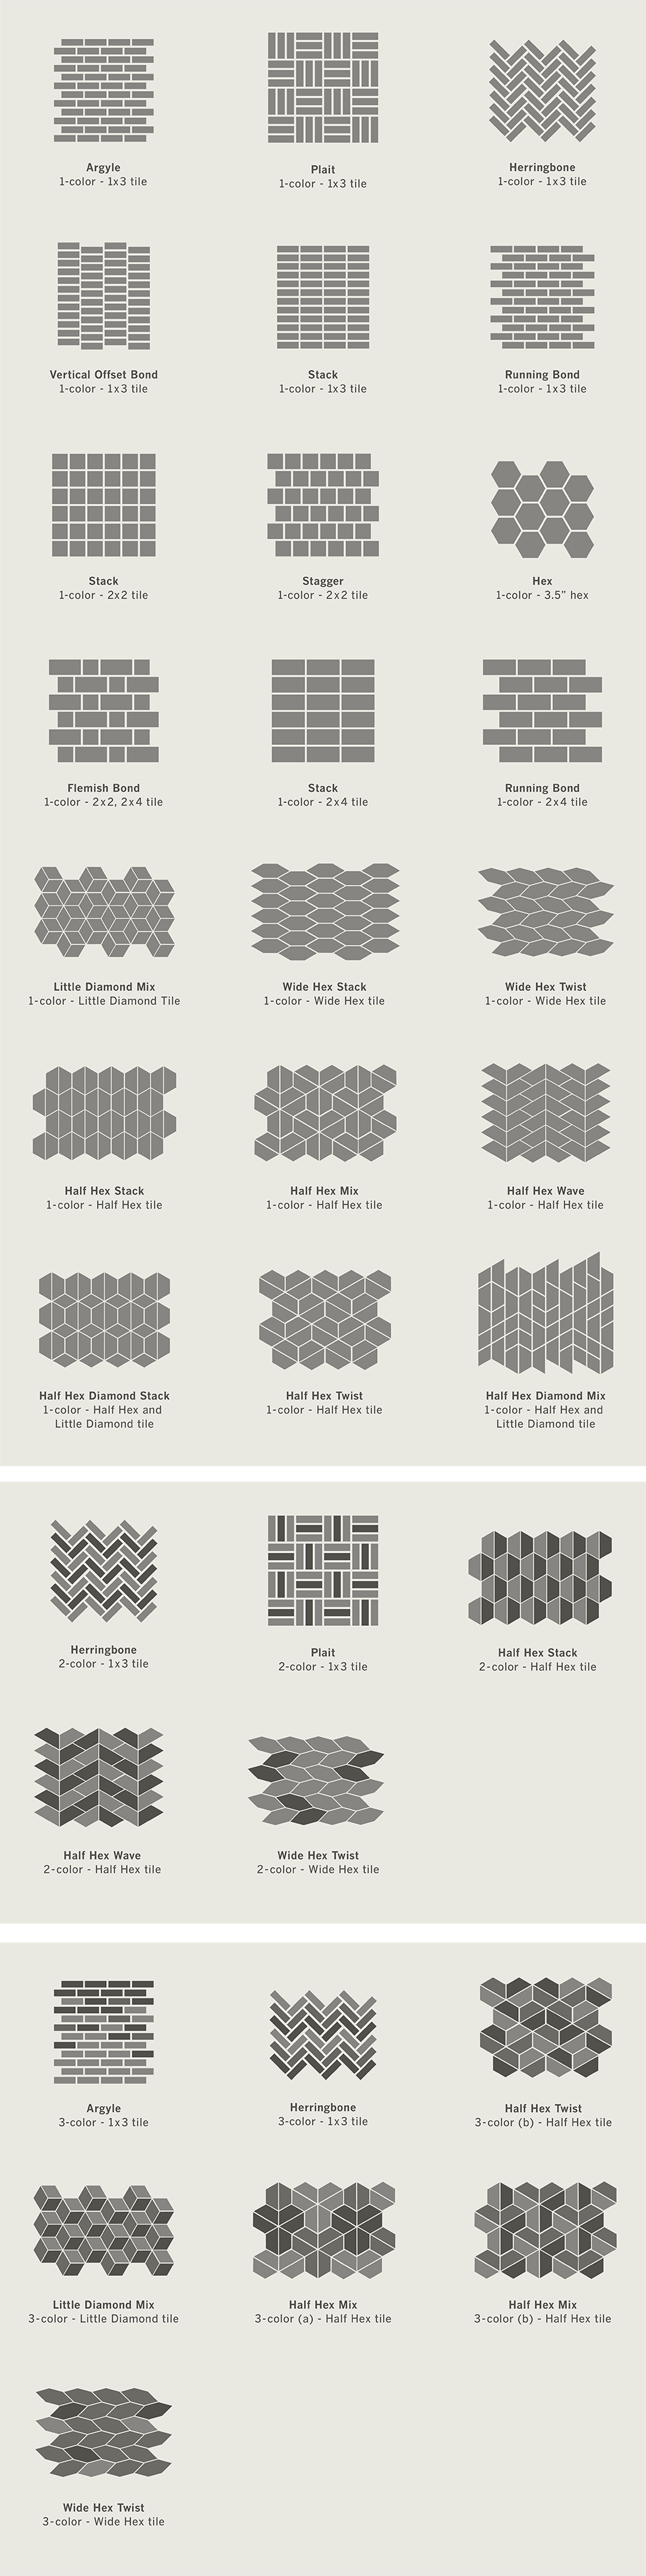 Argyle
1-color - 1x3 tile
Plait
1-color - 1x3 tile
Herringbone
1-color - 1x3 tile
Vertical Offset Bond
1-color - 1x3 tile
Stack
1-color - 1x3 tile
Running Bond
1-color - 1x3 tile
Stack
1-color - 2x2 tile
Stagger
1-color - 2x2 tile
Hex
1-color - 3.5” hex
Flemish Bond
1-color - 2x2, 2x4 tile
Stack
1-color - 2x4 tile
Running Bond
1-color - 2x4 tile
Little Diamond Mix
1-color - Little Diamond Tile
Wide Hex Stack
1-color - Wide Hex tile
Wide Hex Twist
1-color - Wide Hex tile
Half Hex Stack
1-color - Half Hex tile
Half Hex Mix
1-color - Half Hex tile
Half Hex Wave
1-color - Half Hex tile
Half Hex Diamond Stack
1-color - Half Hex and
Little Diamond tile
Half Hex Twist
1-color - Half Hex tile
Half Hex Diamond Mix
1-color - Half Hex and
Little Diamond tile
Herringbone
2-color - 1x3 tile
Plait
2-color - 1x3 tile
Half Hex Stack
2-color - Half Hex tile
Half Hex Wave
2-color - Half Hex tile
Wide Hex Twist
2-color - Wide Hex tile
Argyle
3-color - 1x3 tile
Herringbone
3-color - 1x3 tile
Half Hex Twist
3-color (b) - Half Hex tile
Little Diamond Mix
3-color - Little Diamond tile
Half Hex Mix
3-color (a) - Half Hex tile
Half Hex Mix
3-color (b) - Half Hex tile
Wide Hex Twist
3-color - Wide Hex tile